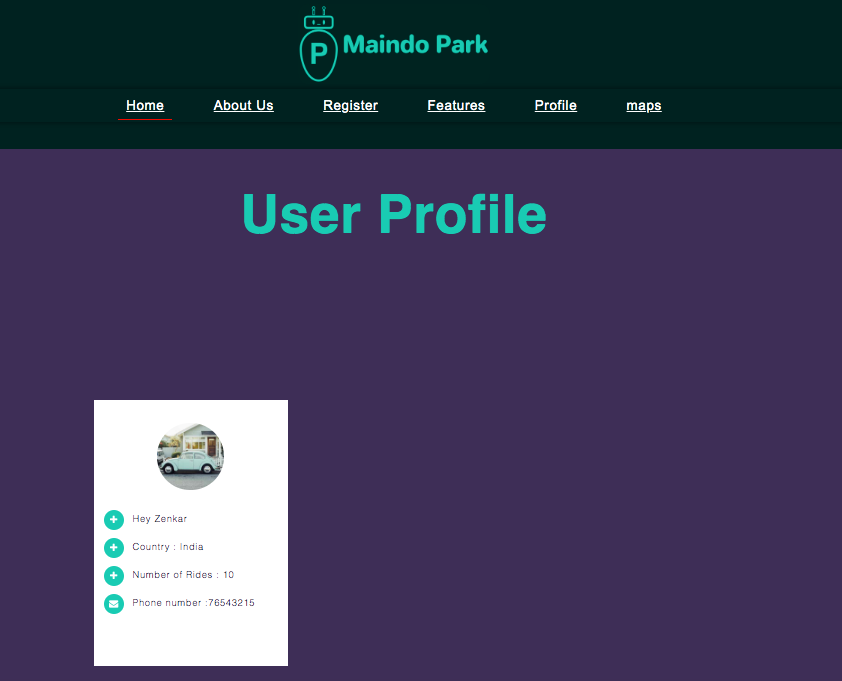 P Maindo Park
Home About Us Register Features Profile maps
User Profile
Hey Zenkar
Country : India
Number of Rides : 10
Phone number :76543215